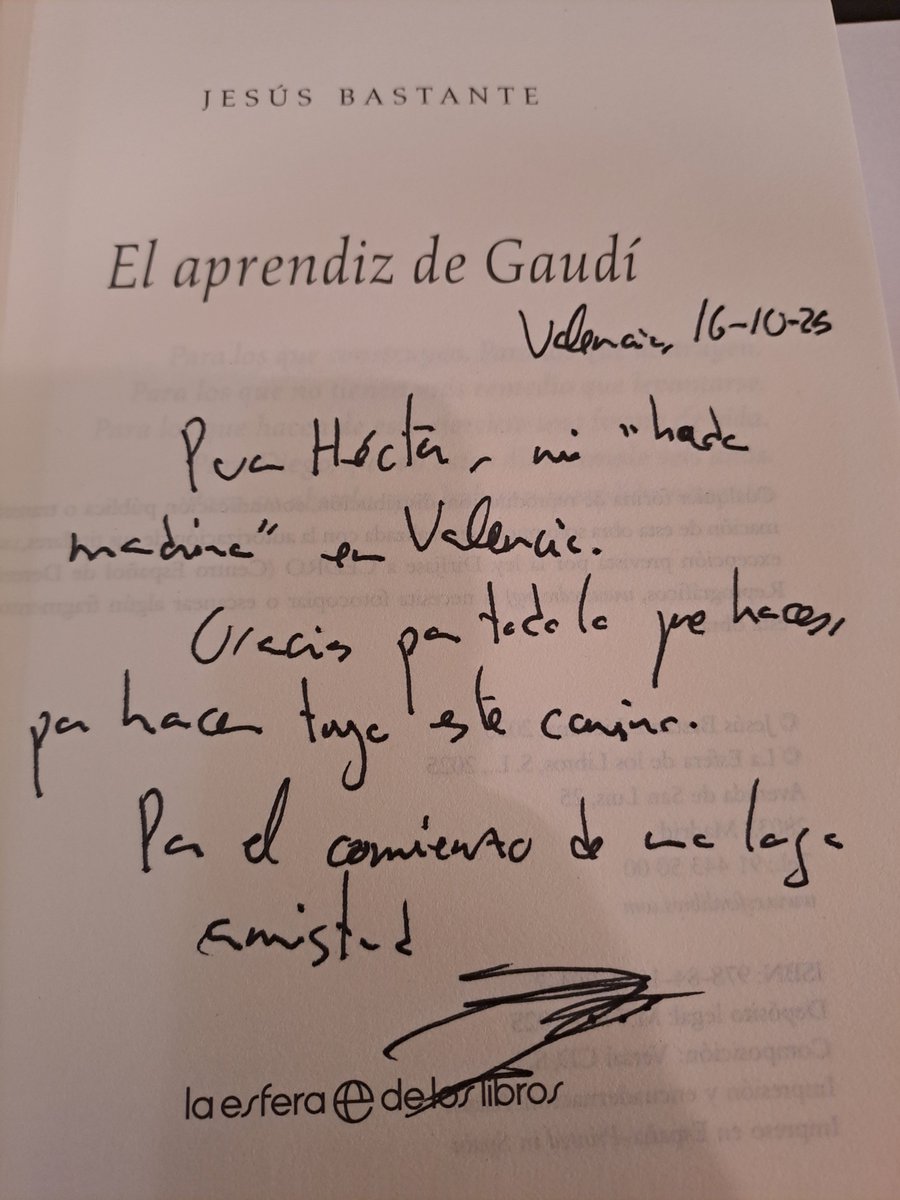 JESÚS BASTANTE
El aprendiz de Gaudí
Valencia, 16-10-25
Para Héctor, mi "hada
madrina" en Valencia.
Gracias por todo lo que haces,
por hacer tuyo este camino.
Por el comienzo de una larga
amistad
la esfera de los libros